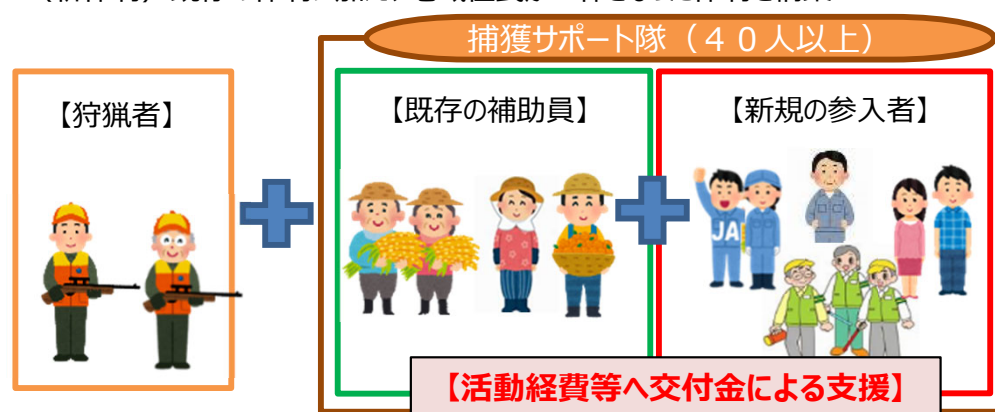 捕獲サポート隊（４０人以上）
【狩猟者】
【既存の補助員】
【新規の参入者】
JA
【活動経費等へ交付金による支援】